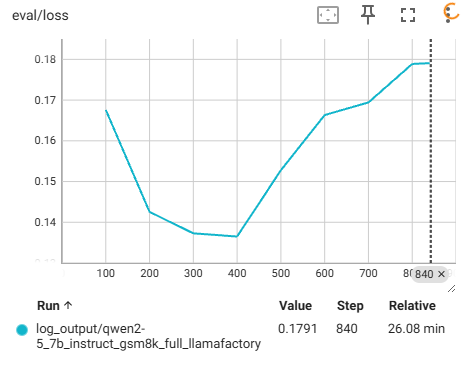 eval/loss
0.18
0.17
0.16
0.15
0.14
100 200 300 400 500 600 700 840 ×
Run ↑ Value Step Relative
log_output/qwen2- 0.1791 840 26.08 min
5_7b_instruct_gsm8k_full_llamafactory